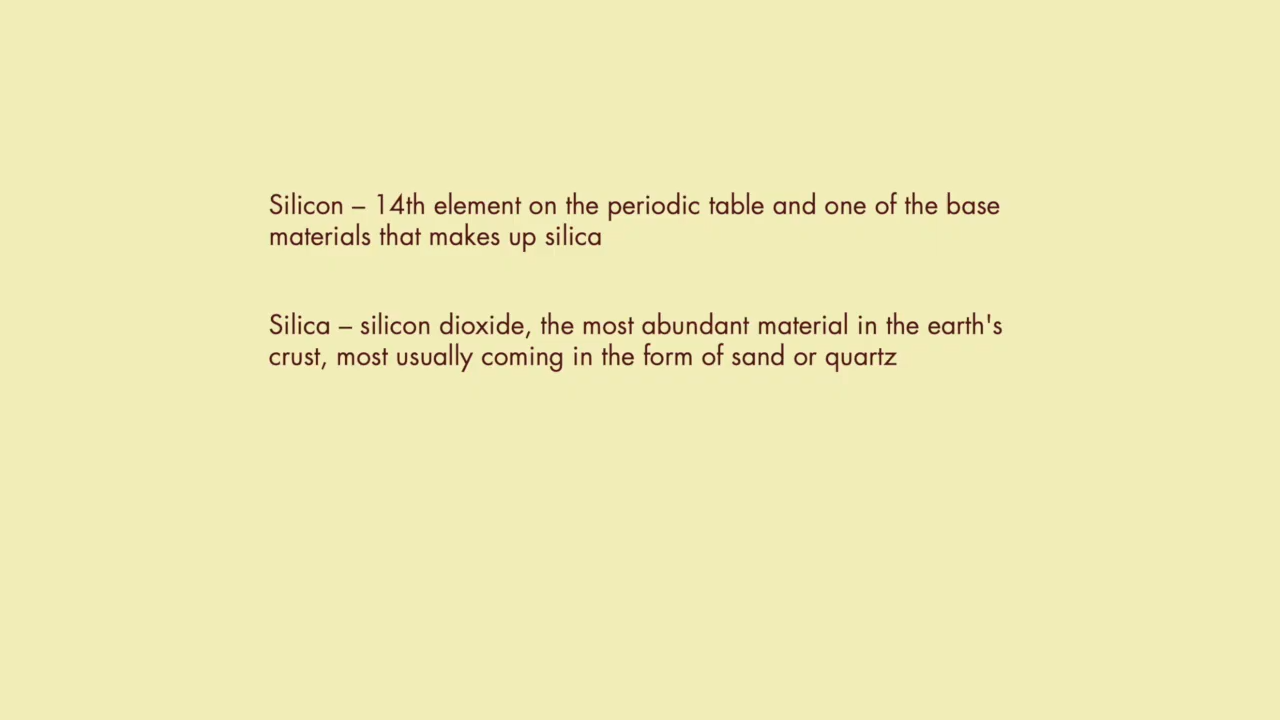 Silicon – 14th element on the periodic table and one of the base
materials that makes up silica
Silica – silicon dioxide, the most abundant material in the earth's
crust, most usually coming in the form of sand or quartz